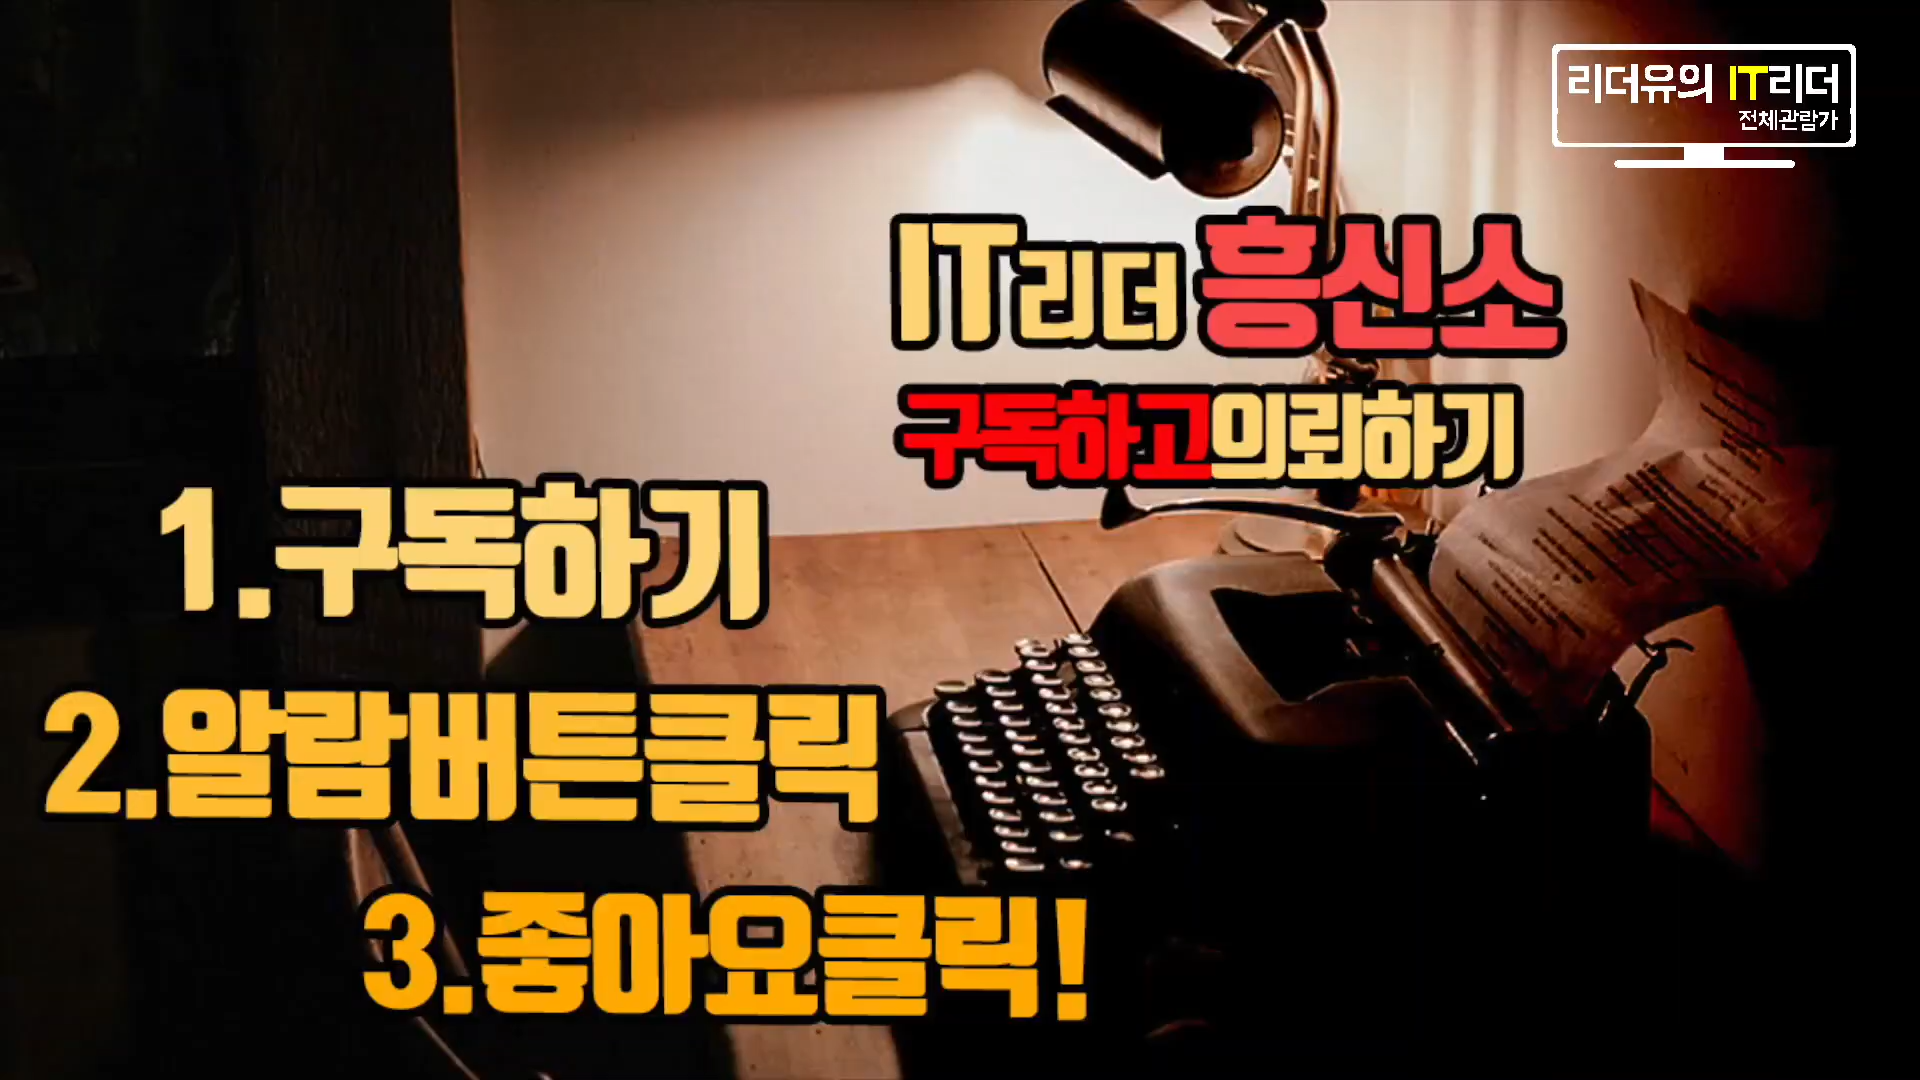 리더유의 IT리더
전체관람가
IT리더 흥신소
구독하고의뢰하기
1.구독하기
2.알람버튼클릭
3.좋아요클릭!